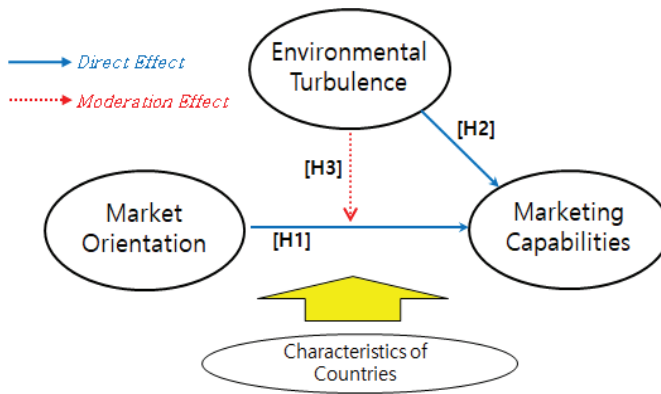 Environmental
Turbulence
Direct Effect
Moderation Effect
[H2]
[H3]
Market
Orientation
[H1]
Marketing
Capabilities
Characteristics of
Countries